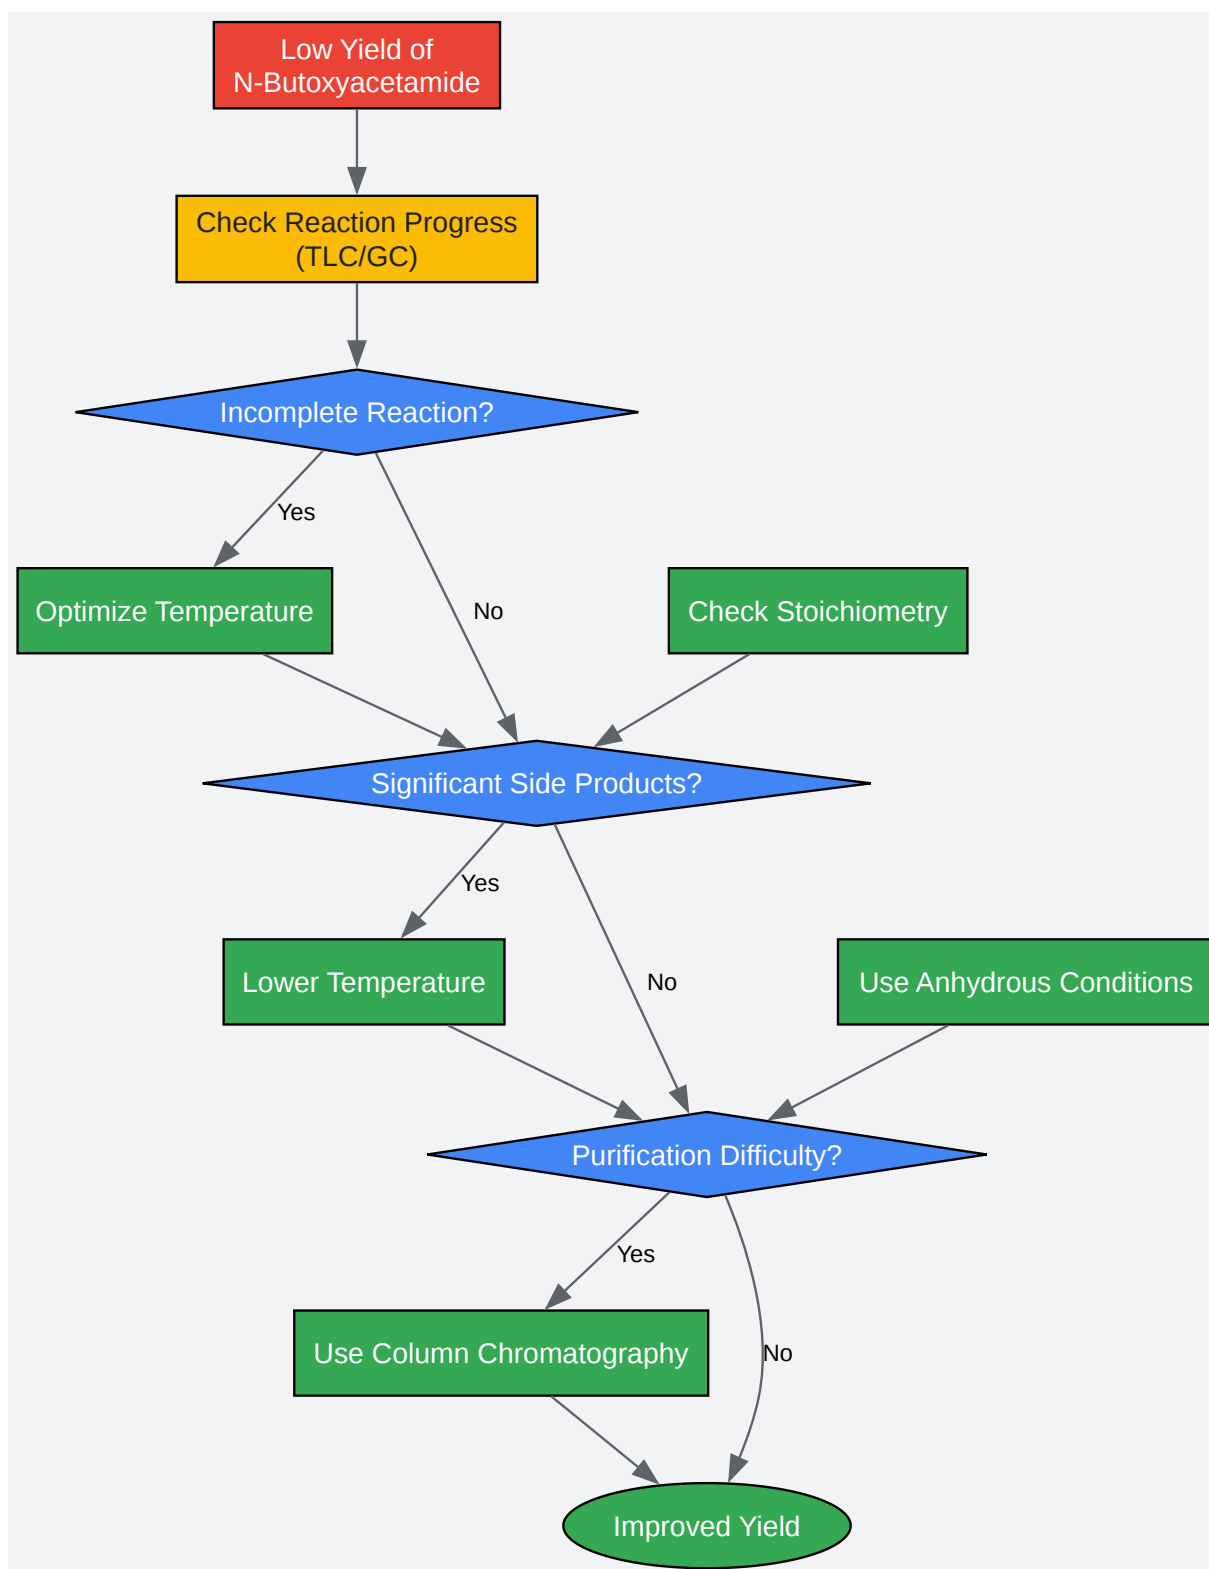 Low Yield of
N-Butoxyacetamide
Check Reaction Progress
(TLC/GC)
Incomplete Reaction?
Yes
No
Optimize Temperature
Check Stoichiometry
Significant Side Products?
Yes
No
Lower Temperature
Use Anhydrous Conditions
Purification Difficulty?
Yes
No
Use Column Chromatography
Improved Yield